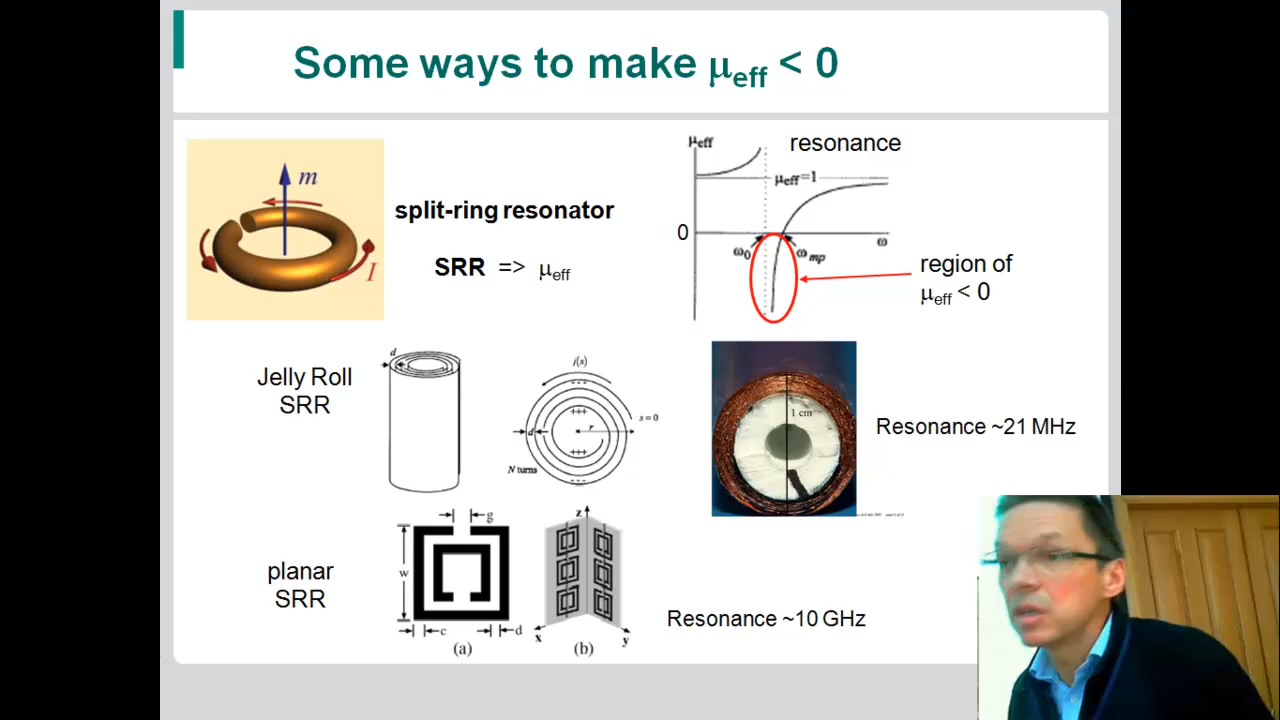 Some ways to make μeff < 0
m
I
split-ring resonator
SRR => μeff
μeff
resonance
μeff=1
0
ω0
ωmp
ω
region of
μeff < 0
Jelly Roll
SRR
d
j(s)
+++
s=0
d
r
+++
N turns
1 cm
Resonance ~21 MHz
planar
SRR
g
w
c
d
(a)
z
x
y
(b)
Resonance ~10 GHz